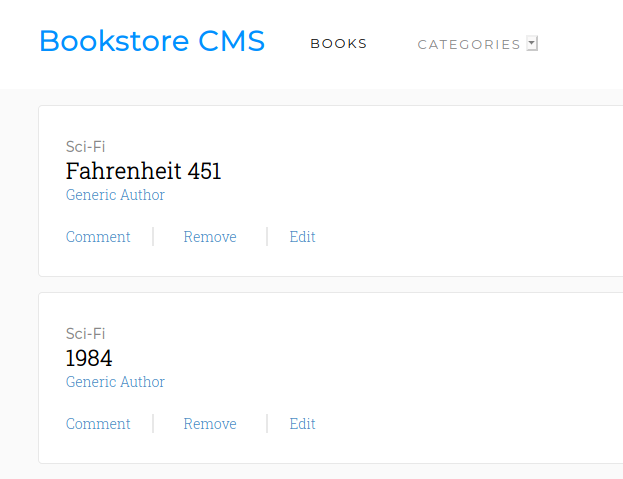 Bookstore CMS BOOKS CATEGORIES
Sci-Fi
Fahrenheit 451
Generic Author
Comment Remove Edit
Sci-Fi
1984
Generic Author
Comment Remove Edit